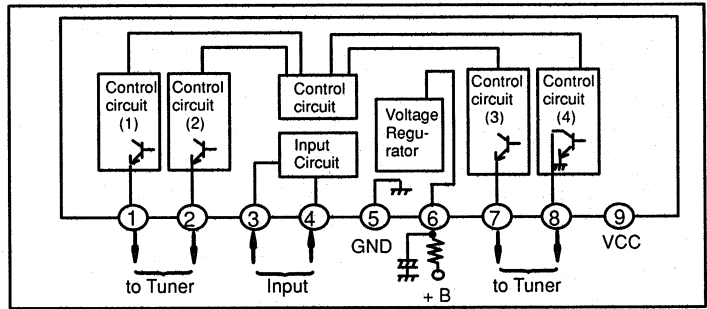 Control
circuit
(1)
Control
circuit
(2)
Control
circuit
Input
Circuit
Voltage
Regu-
rator
Control
circuit
(3)
Control
circuit
(4)
1 2 3 4 5 6 7 8 9
GND
VCC
to Tuner
Input
+ B
to Tuner